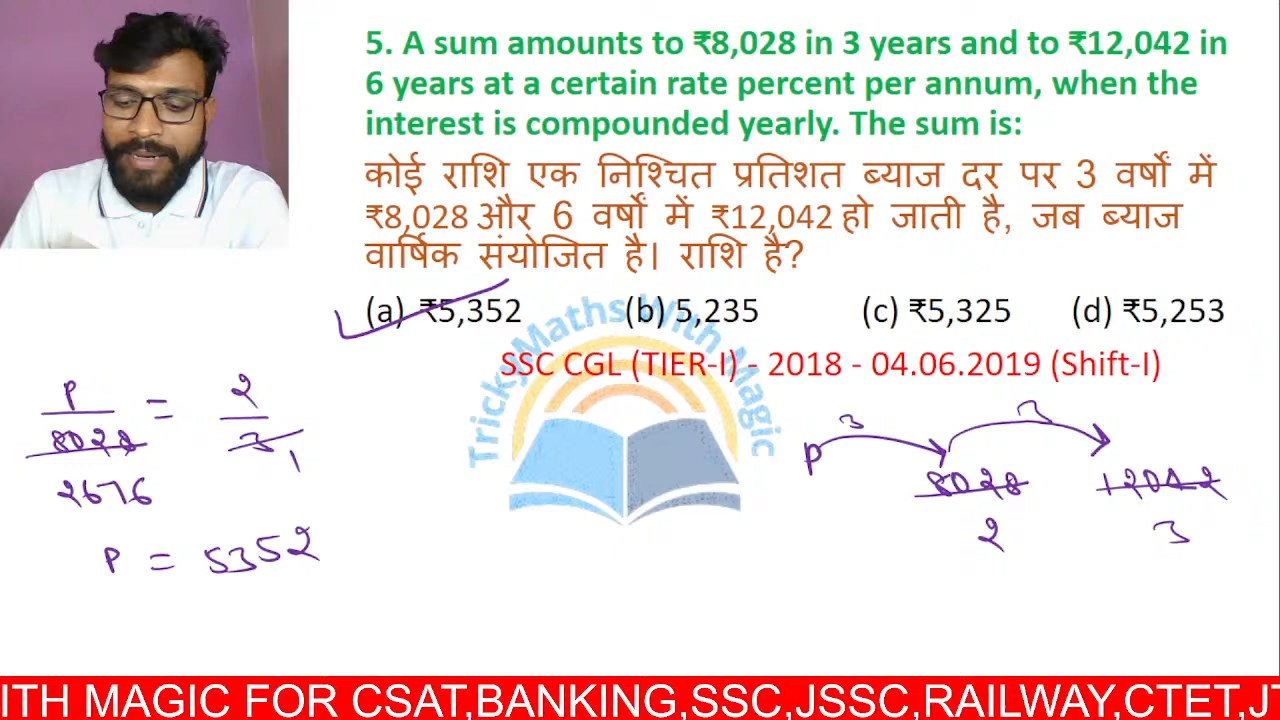 5. A sum amounts to ₹8,028 in 3 years and to ₹12,042 in
6 years at a certain rate percent per annum, when the
interest is compounded yearly. The sum is:
कोई राशि एक निश्चित प्रतिशत ब्याज दर पर 3 वर्षों में
₹8,028 और 6 वर्षों में ₹12,042 हो जाती है, जब ब्याज
वार्षिक संयोजित है। राशि है?
(a) ₹5,352 (b) 5,235 (c) ₹5,325 (d) ₹5,253
SSC CGL (TIER-I) - 2018 - 04.06.2019 (Shift-I)
TrickyMaths With Magic
P/8028 = 2/3
1
2676
P = 5352
P 3 8028 3 12042
2 3
ITH MAGIC FOR CSAT,BANKING,SSC,JSSC,RAILWAY,CTET,JT